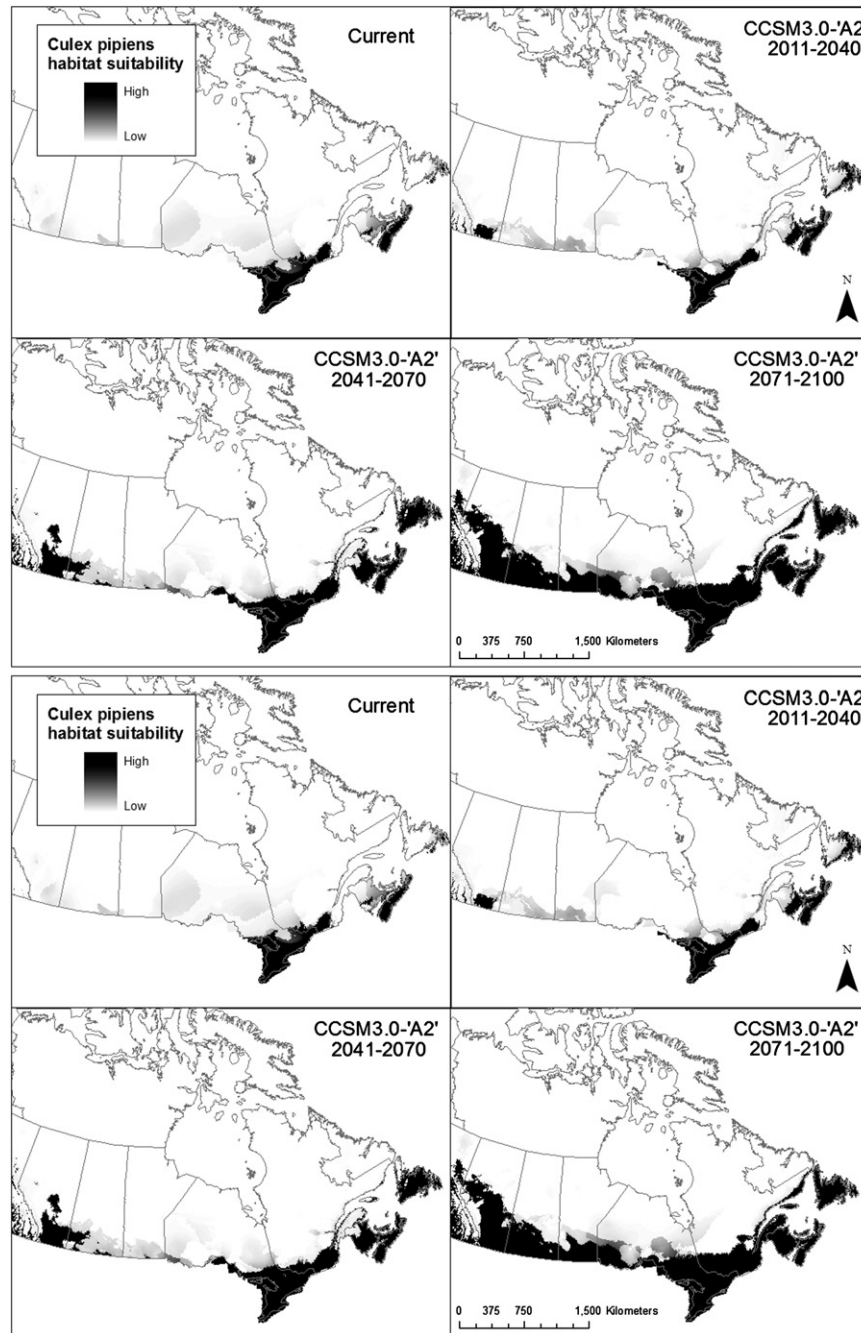 Culex pipiens
habitat suitability
High
Low
Current
CCSM3.0-'A2
2011-2040
N
CCSM3.0-'A2'
2041-2070
CCSM3.0-'A2'
2071-2100
0 375 750 1,500 Kilometers
Culex pipiens
habitat suitability
High
Low
Current
CCSM3.0-'A2
2011-2040
N
CCSM3.0-'A2'
2041-2070
CCSM3.0-'A2'
2071-2100
0 375 750 1,500 Kilometers